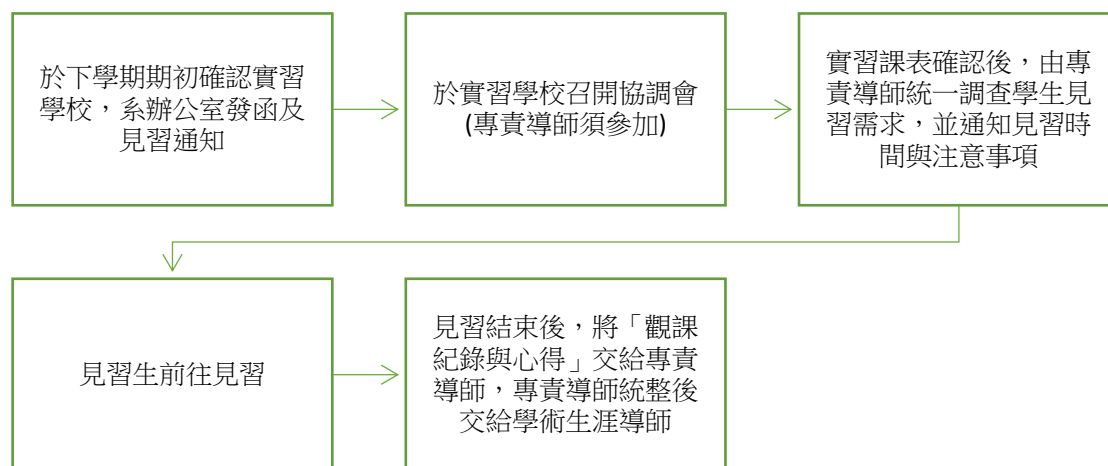 於下學期期初確認實習
學校，系辦公室發函及
見習通知
於實習學校召開協調會
(專責導師須參加)
實習課表確認後，由專
責導師統一調查學生見
習需求，並通知見習時
間與注意事項
見習生前往見習
見習結束後，將「觀課
紀錄與心得」交給專責
導師，專責導師統整後
交給學術生涯導師